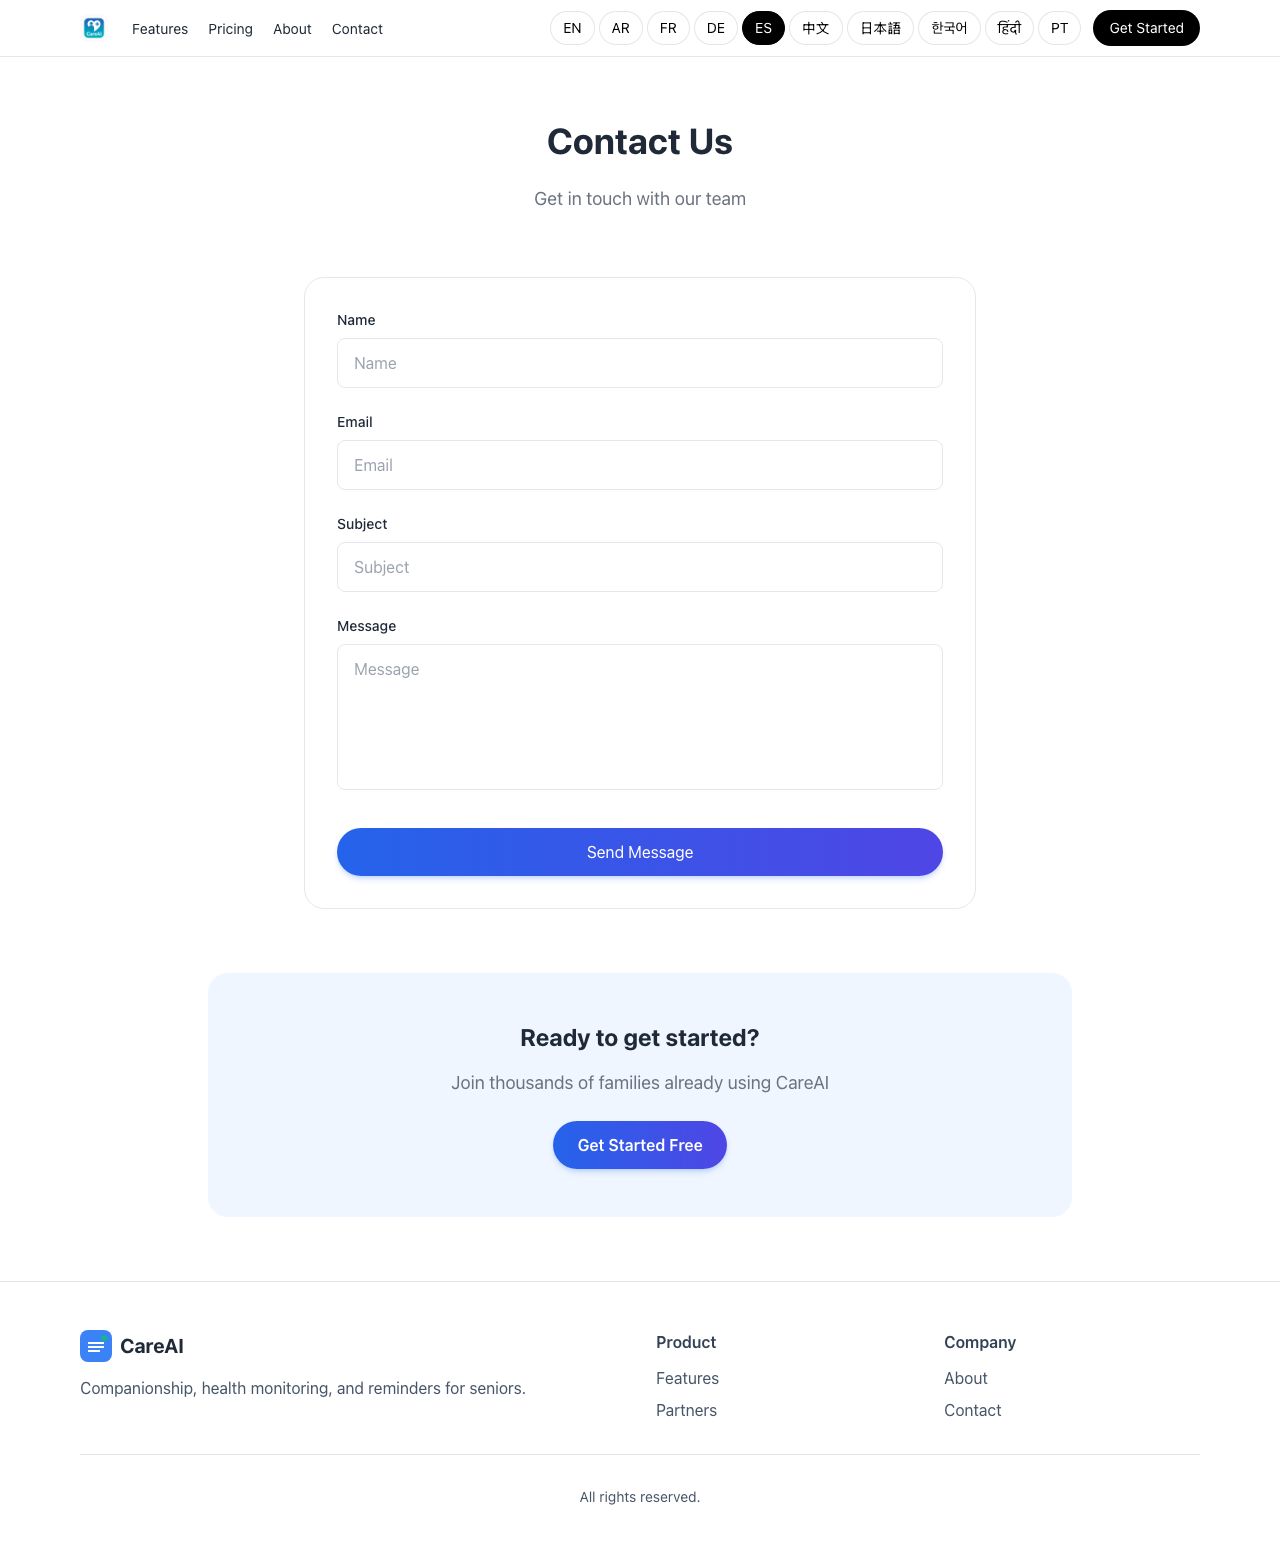 CareAI
Features
Pricing
About
Contact
EN
AR
FR
DE
ES
中文
日本語
한국어
हिंदी
PT
Get Started
Contact Us
Get in touch with our team
Name
Name
Email
Email
Subject
Subject
Message
Message
Send Message
Ready to get started?
Join thousands of families already using CareAI
Get Started Free
CareAI
Companionship, health monitoring, and reminders for seniors.
Product
Features
Partners
Company
About
Contact
All rights reserved.